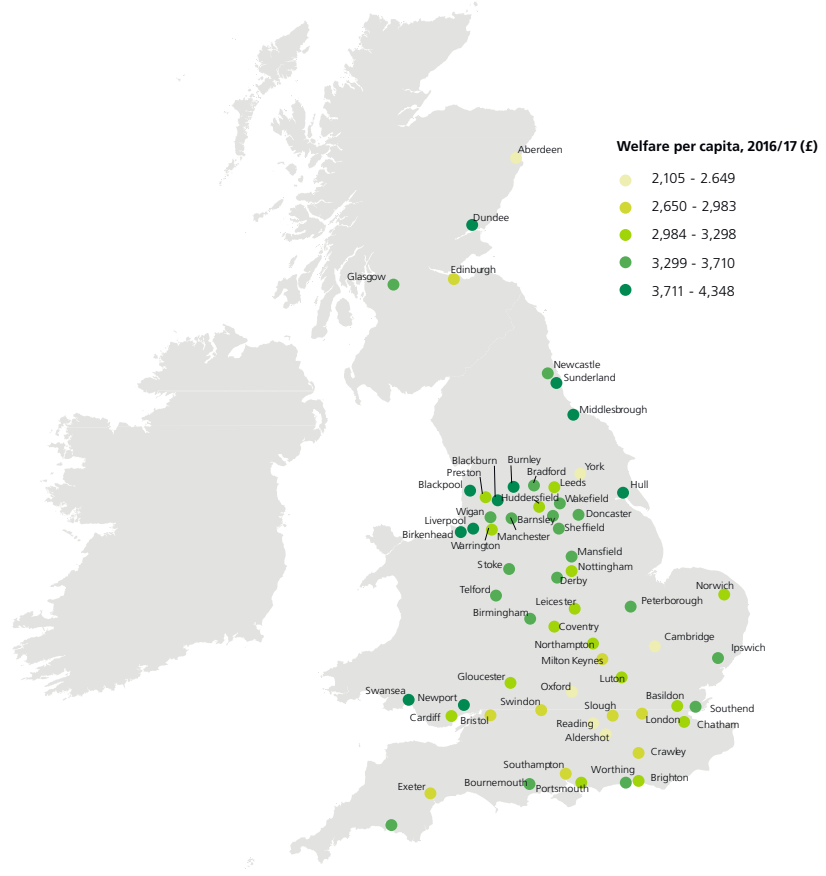 Welfare per capita, 2016/17 (£)
2,105 - 2.649
2,650 - 2,983
2,984 - 3,298
3,299 - 3,710
3,711 - 4,348
Aberdeen
Dundee
Edinburgh
Glasgow
Newcastle
Sunderland
Middlesbrough
Blackburn
Burnley
Preston
Bradford
York
Blackpool
Leeds
Hull
Huddersfield
Wakefield
Wigan
Barnsley
Doncaster
Liverpool
Sheffield
Birkenhead
Manchester
Warrington
Mansfield
Stoke
Nottingham
Derby
Telford
Norwich
Leicester
Peterborough
Birmingham
Coventry
Cambridge
Northampton
Ipswich
Milton Keynes
Gloucester
Luton
Oxford
Swansea
Newport
Basildon
Swindon
Slough
Southend
Cardiff
Bristol
London
Reading
Chatham
Aldershot
Crawley
Southampton
Worthing
Brighton
Bournemouth
Portsmouth
Exeter